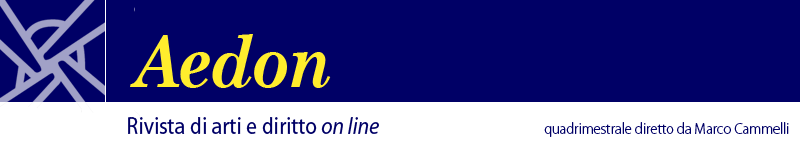 Aedon
Rivista di arti e diritto on line
quadrimestrale diretto da Marco Cammelli